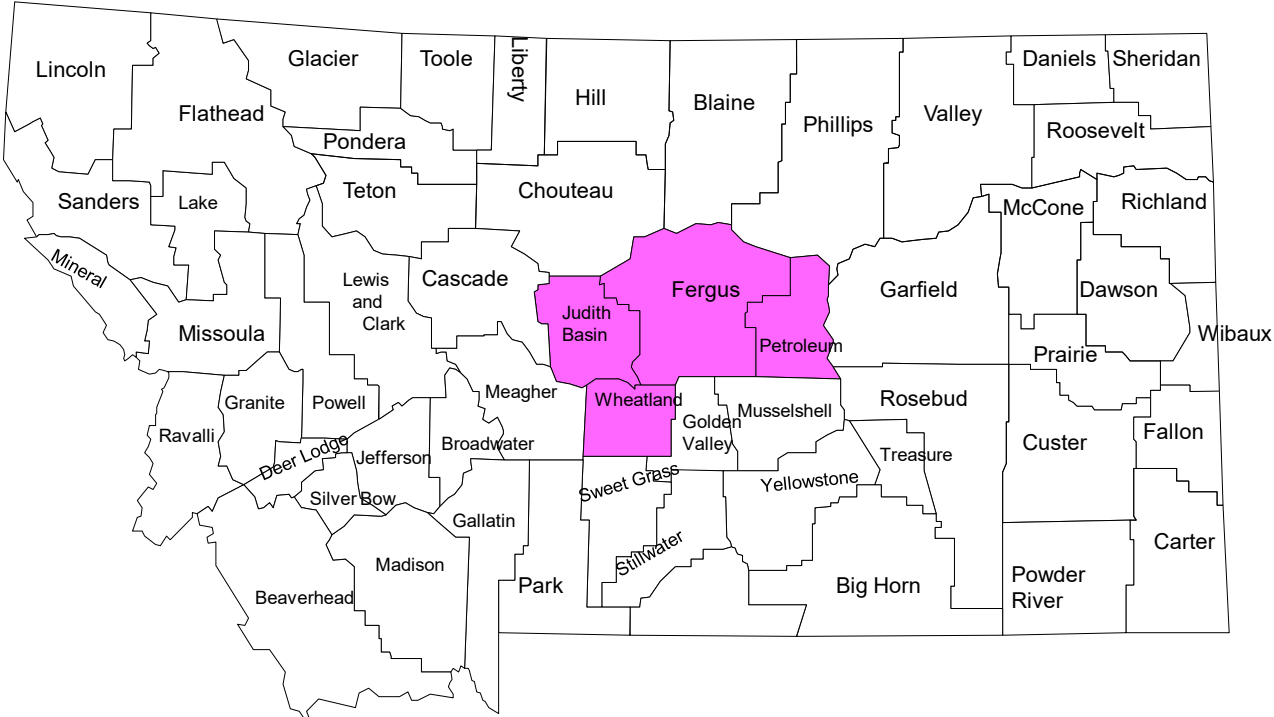 Lincoln
Flathead
Glacier
Toole
Liberty
Hill
Blaine
Phillips
Valley
Daniels
Sheridan
Roosevelt
Pondera
Teton
Chouteau
Sanders
Lake
McCone
Richland
Mineral
Lewis
and
Clark
Cascade
Judith
Basin
Fergus
Petroleum
Garfield
Dawson
Wibaux
Missoula
Prairie
Granite
Powell
Meagher
Wheatland
Golden
Valley
Musselshell
Rosebud
Ravalli
Deer Lodge
Jefferson
Broadwater
Treasure
Custer
Fallon
Silver Bow
Gallatin
Sweet Grass
Yellowstone
Stillwater
Madison
Beaverhead
Park
Big Horn
Powder
River
Carter